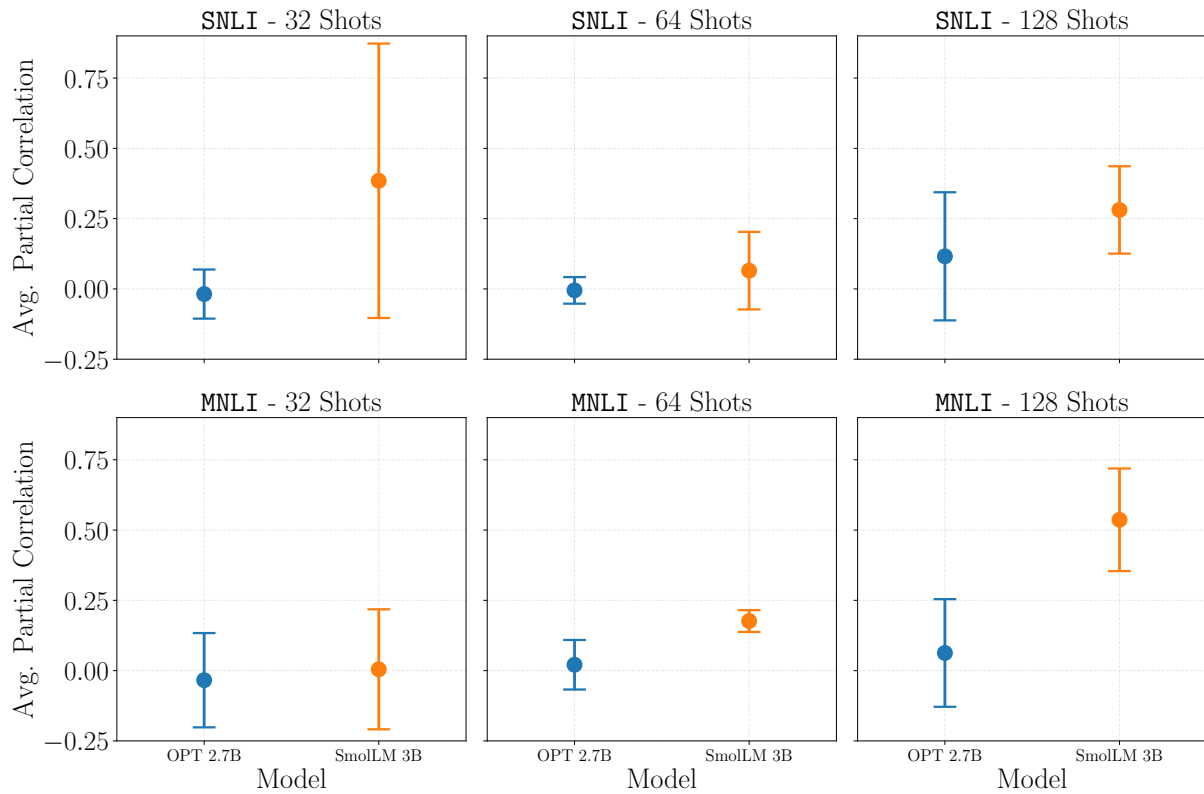 SNLI - 32 Shots
SNLI - 64 Shots
SNLI - 128 Shots
Avg. Partial Correlation
0.75
0.50
0.25
0.00
−0.25
MNLI - 32 Shots
MNLI - 64 Shots
MNLI - 128 Shots
Avg. Partial Correlation
0.75
0.50
0.25
0.00
−0.25
OPT 2.7B
SmolLM 3B
OPT 2.7B
SmolLM 3B
OPT 2.7B
SmolLM 3B
Model
Model
Model